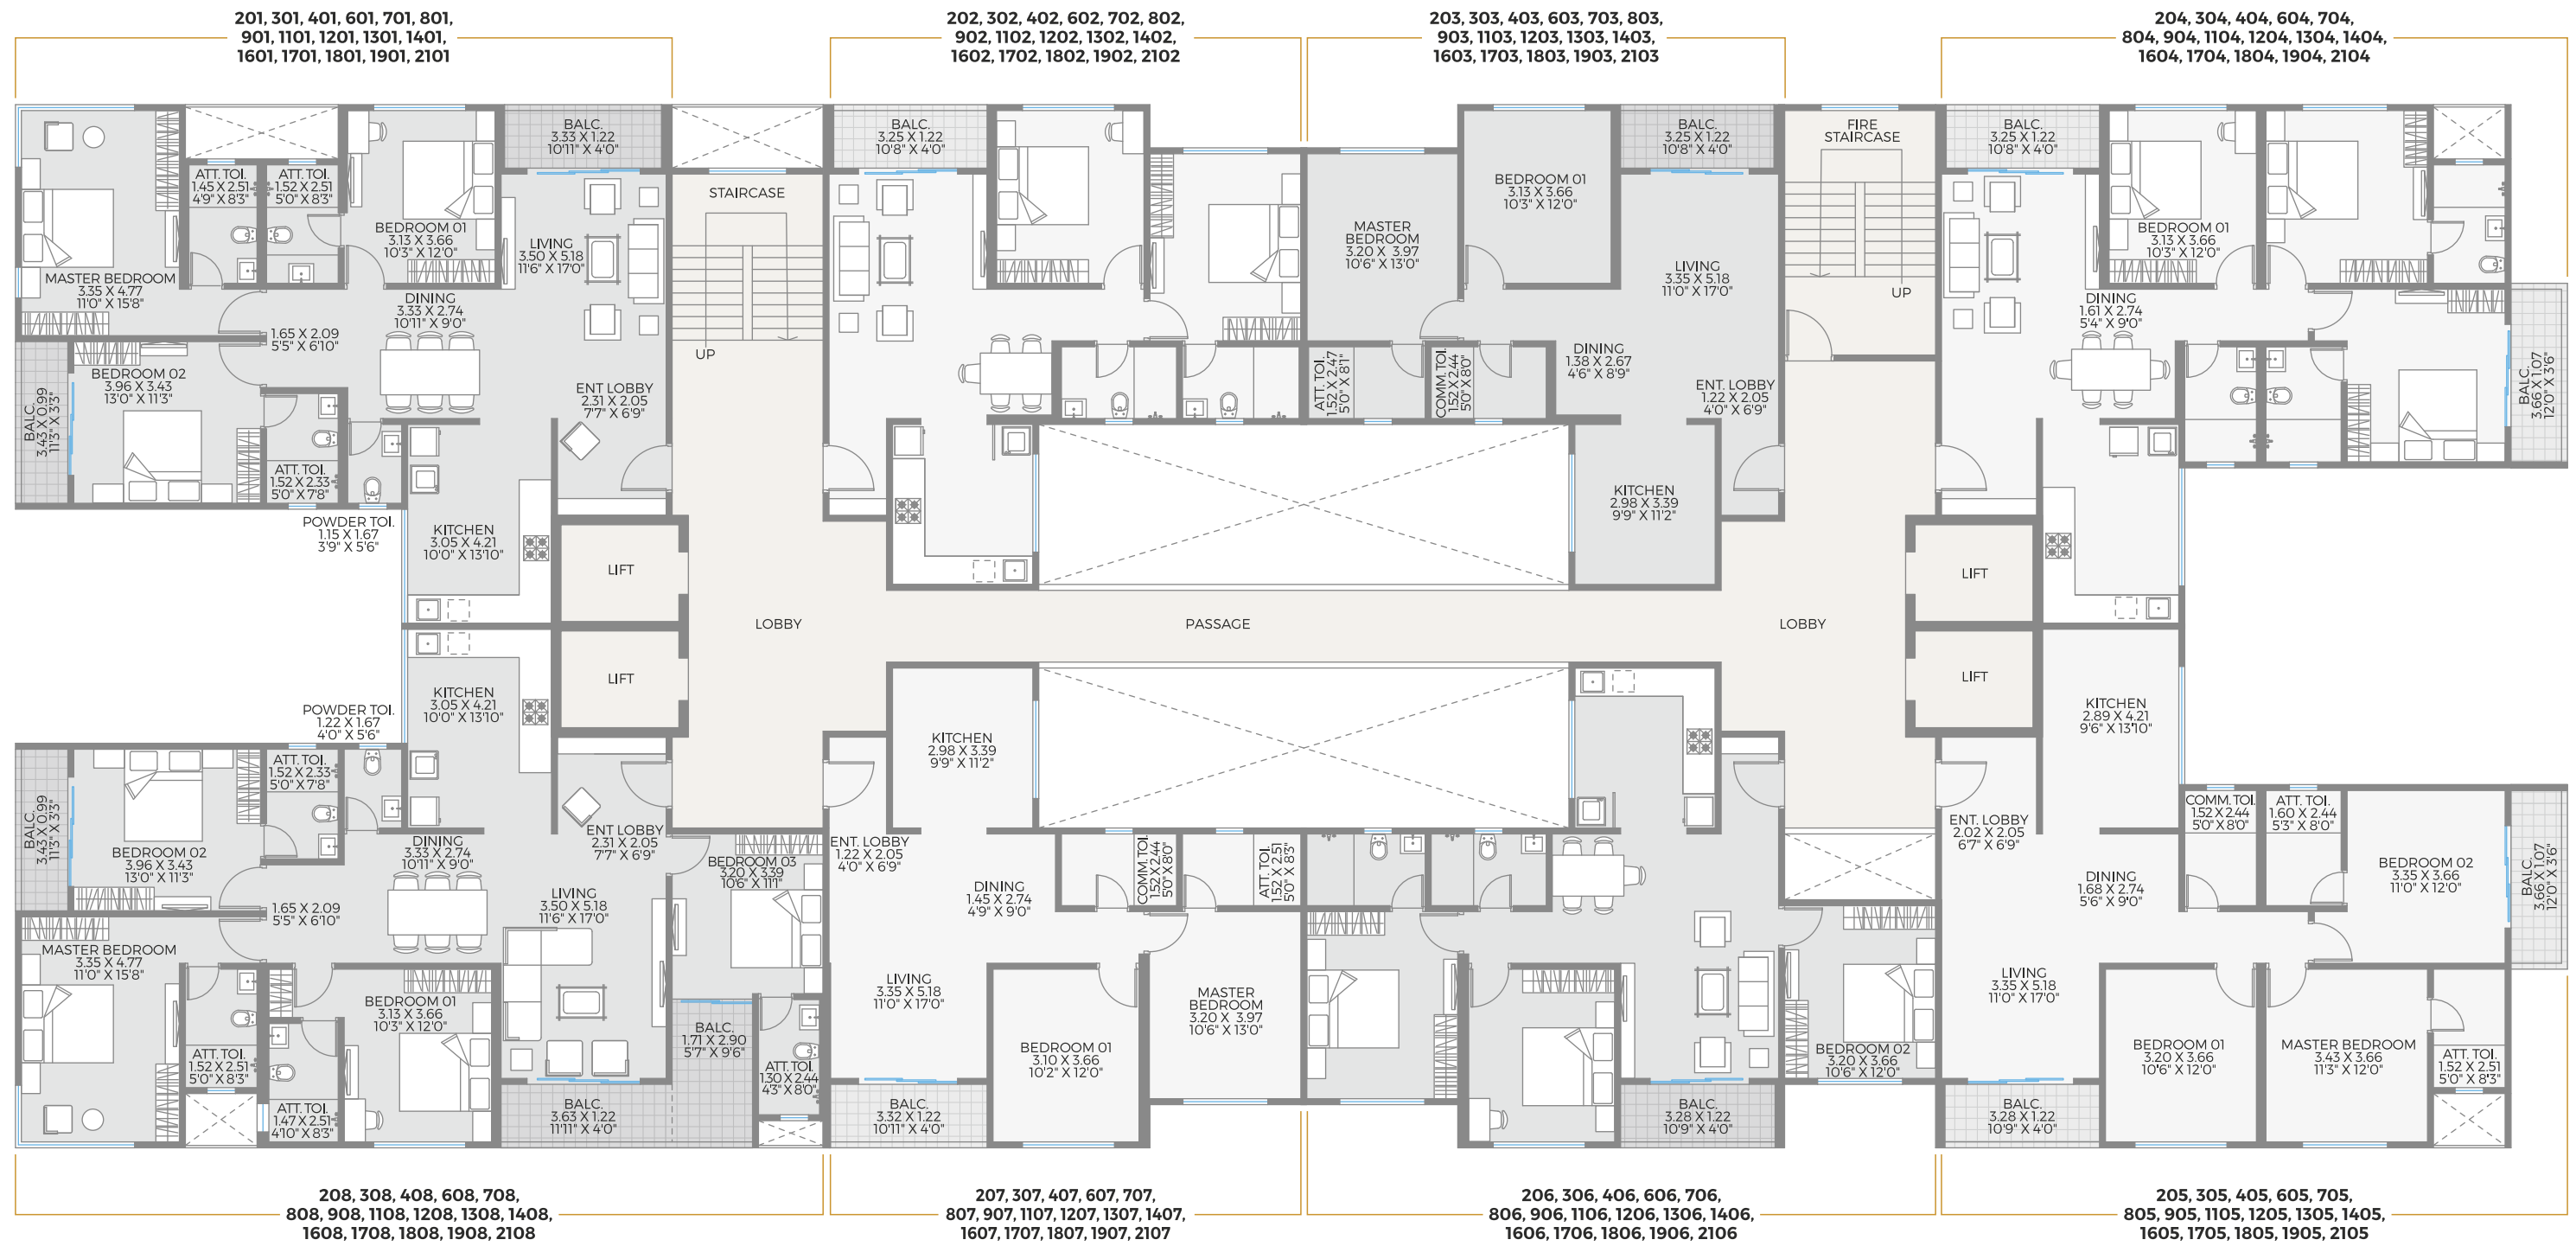 201, 301, 401, 601, 701, 801,
901, 1101, 1201, 1301, 1401,
1601, 1701, 1801, 1901, 2101
202, 302, 402, 602, 702, 802,
902, 1102, 1202, 1302, 1402,
1602, 1702, 1802, 1902, 2102
203, 303, 403, 603, 703, 803,
903, 1103, 1203, 1303, 1403,
1603, 1703, 1803, 1903, 2103
204, 304, 404, 604, 704,
804, 904, 1104, 1204, 1304, 1404,
1604, 1704, 1804, 1904, 2104
ATT. TOI.
1.45 X 2.51
4'9" X 8'3"
ATT. TOI.
1.52 X 2.51
5'0" X 8'3"
BEDROOM 01
3.13 X 3.66
10'3" X 12'0"
BALC.
3.33 X 1.22
10'11" X 4'0"
LIVING
3.50 X 5.18
11'6" X 17'0"
MASTER BEDROOM
3.35 X 4.77
11'0" X 15'8"
DINING
3.33 X 2.74
10'11" X 9'0"
1.65 X 2.09
5'5" X 6'10"
BEDROOM 02
3.96 X 3.43
13'0" X 11'3"
BALC.
3.43 X 0.99
11'3" X 3'3"
ENT LOBBY
2.31 X 2.05
7'7" X 6'9"
ATT. TOI.
1.52 X 2.33
5'0" X 7'8"
POWDER TOI.
1.15 X 1.67
3'9" X 5'6"
KITCHEN
3.05 X 4.21
10'0" X 13'10"
STAIRCASE
UP
LIFT
LIFT
LOBBY
PASSAGE
LOBBY
BALC.
3.25 X 1.22
10'8" X 4'0"
MASTER
BEDROOM
3.20 X 3.97
10'6" X 13'0"
BEDROOM 01
3.13 X 3.66
10'3" X 12'0"
BALC.
3.25 X 1.22
10'8" X 4'0"
LIVING
3.35 X 5.18
11'0" X 17'0"
DINING
1.38 X 2.67
4'6" X 8'9"
ATT. TOI.
1.52 X 2.47
5'0" X 8'1"
COMM. TOI.
1.52 X 2.44
5'0" X 8'0"
ENT. LOBBY
1.22 X 2.05
4'0" X 6'9"
KITCHEN
2.98 X 3.39
9'9" X 11'2"
FIRE
STAIRCASE
UP
BALC.
3.25 X 1.22
10'8" X 4'0"
BEDROOM 01
3.13 X 3.66
10'3" X 12'0"
DINING
1.61 X 2.74
5'4" X 9'0"
BALC.
3.66 X 1.07
12'0" X 3'6"
LIFT
LIFT
KITCHEN
3.05 X 4.21
10'0" X 13'10"
POWDER TOI.
1.22 X 1.67
4'0" X 5'6"
ATT. TOI.
1.52 X 2.33
5'0" X 7'8"
BALC.
3.43 X 0.99
11'3" X 3'3"
BEDROOM 02
3.96 X 3.43
13'0" X 11'3"
DINING
3.33 X 2.74
10'11" X 9'0"
ENT LOBBY
2.31 X 2.05
7'7" X 6'9"
1.65 X 2.09
5'5" X 6'10"
LIVING
3.50 X 5.18
11'6" X 17'0"
BEDROOM 03
3.20 X 3.39
10'6" X 11'1"
MASTER BEDROOM
3.35 X 4.77
11'0" X 15'8"
BEDROOM 01
3.13 X 3.66
10'3" X 12'0"
ATT. TOI.
1.52 X 2.51
5'0" X 8'3"
ATT. TOI.
1.47 X 2.51
4'10" X 8'3"
BALC.
3.63 X 1.22
11'11" X 4'0"
BALC.
1.71 X 2.90
5'7" X 9'6"
ATT. TOI.
1.30 X 2.44
4'3" X 8'0"
KITCHEN
2.98 X 3.39
9'9" X 11'2"
ENT. LOBBY
1.22 X 2.05
4'0" X 6'9"
DINING
1.45 X 2.74
4'9" X 9'0"
COMM. TOI.
1.52 X 2.44
5'0" X 8'0"
ATT. TOI.
1.52 X 2.51
5'0" X 8'3"
LIVING
3.35 X 5.18
11'0" X 17'0"
MASTER
BEDROOM
3.20 X 3.97
10'6" X 13'0"
BEDROOM 01
3.10 X 3.66
10'2" X 12'0"
BALC.
3.32 X 1.22
10'11" X 4'0"
BEDROOM 02
3.20 X 3.66
10'6" X 12'0"
BALC.
3.28 X 1.22
10'9" X 4'0"
KITCHEN
2.89 X 4.21
9'6" X 13'10"
ENT. LOBBY
2.02 X 2.05
6'7" X 6'9"
COMM. TOI.
1.52 X 2.44
5'0" X 8'0"
ATT. TOI.
1.60 X 2.44
5'3" X 8'0"
BEDROOM 02
3.35 X 3.66
11'0" X 12'0"
BALC.
3.66 X 1.07
12'0" X 3'6"
DINING
1.68 X 2.74
5'6" X 9'0"
LIVING
3.35 X 5.18
11'0" X 17'0"
BEDROOM 01
3.20 X 3.66
10'6" X 12'0"
MASTER BEDROOM
3.43 X 3.66
11'3" X 12'0"
ATT. TOI.
1.52 X 2.51
5'0" X 8'3"
BALC.
3.28 X 1.22
10'9" X 4'0"
208, 308, 408, 608, 708,
808, 908, 1108, 1208, 1308, 1408,
1608, 1708, 1808, 1908, 2108
207, 307, 407, 607, 707,
807, 907, 1107, 1207, 1307, 1407,
1607, 1707, 1807, 1907, 2107
206, 306, 406, 606, 706,
806, 906, 1106, 1206, 1306, 1406,
1606, 1706, 1806, 1906, 2106
205, 305, 405, 605, 705,
805, 905, 1105, 1205, 1305, 1405,
1605, 1705, 1805, 1905, 2105